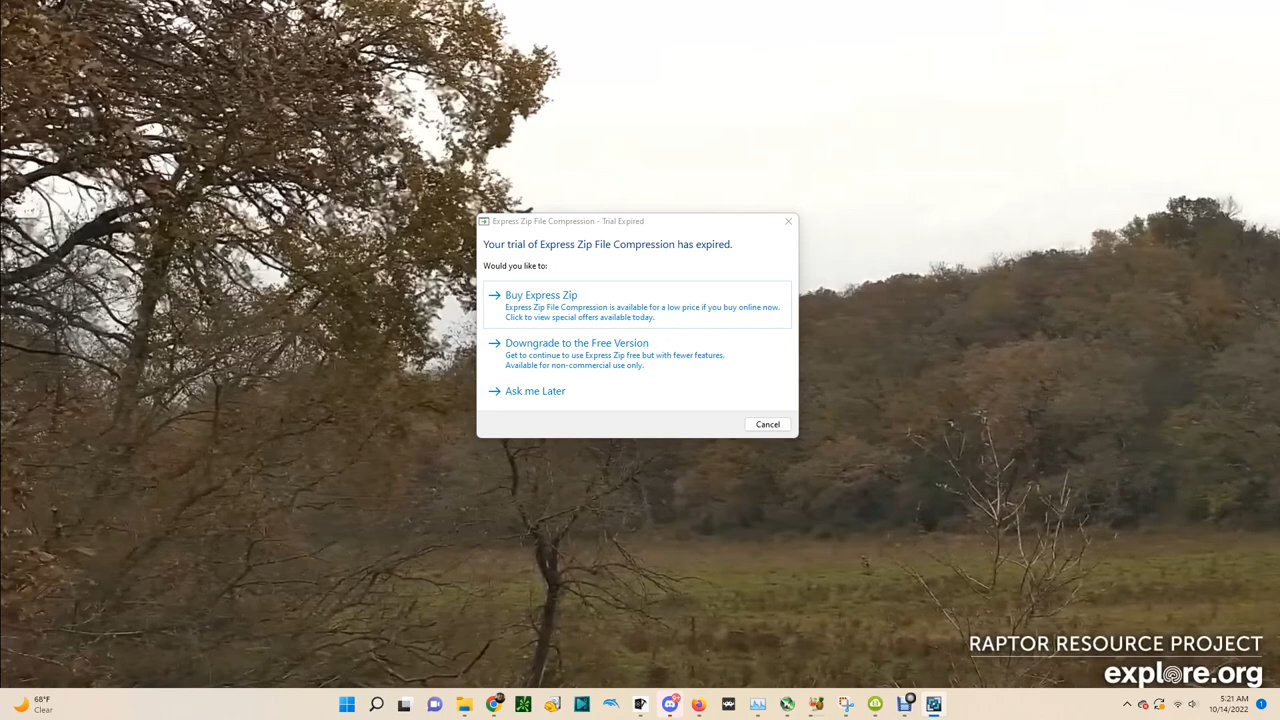 Express Zip File Compression - Trial Expired
Your trial of Express Zip File Compression has expired.
Would you like to:
Buy Express Zip
Express Zip File Compression is available for a low price if you buy online now.
Click to view special offers available today.
Downgrade to the Free Version
Get to continue to use Express Zip free but with fewer features.
Available for non-commercial use only.
Ask me Later
Cancel
RAPTOR RESOURCE PROJECT
explore.org
68°F
Clear
9+
5:21 AM
10/14/2022
1